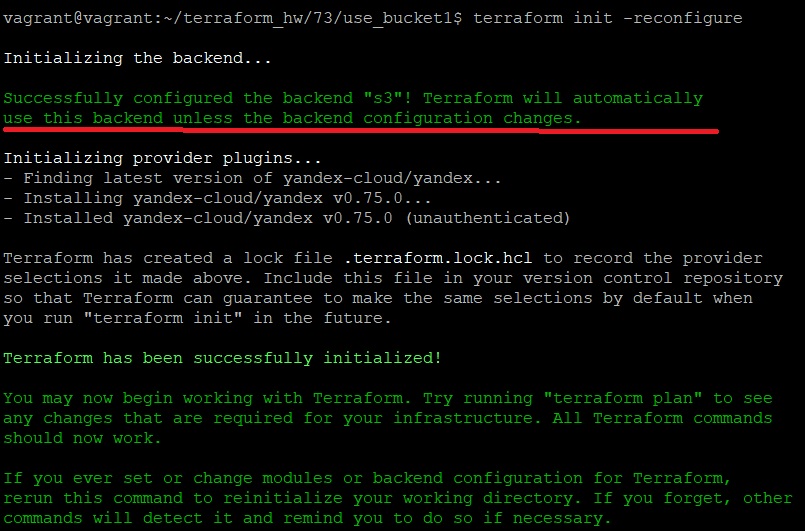 vagrant@vagrant:~/terraform_hw/73/use_bucket1$ terraform init -reconfigure
Initializing the backend...
Successfully configured the backend "s3"! Terraform will automatically
use this backend unless the backend configuration changes.
Initializing provider plugins...
- Finding latest version of yandex-cloud/yandex...
- Installing yandex-cloud/yandex v0.75.0...
- Installed yandex-cloud/yandex v0.75.0 (unauthenticated)
Terraform has created a lock file .terraform.lock.hcl to record the provider
selections it made above. Include this file in your version control repository
so that Terraform can guarantee to make the same selections by default when
you run "terraform init" in the future.
Terraform has been successfully initialized!
You may now begin working with Terraform. Try running "terraform plan" to see
any changes that are required for your infrastructure. All Terraform commands
should now work.
If you ever set or change modules or backend configuration for Terraform,
rerun this command to reinitialize your working directory. If you forget, other
commands will detect it and remind you to do so if necessary.